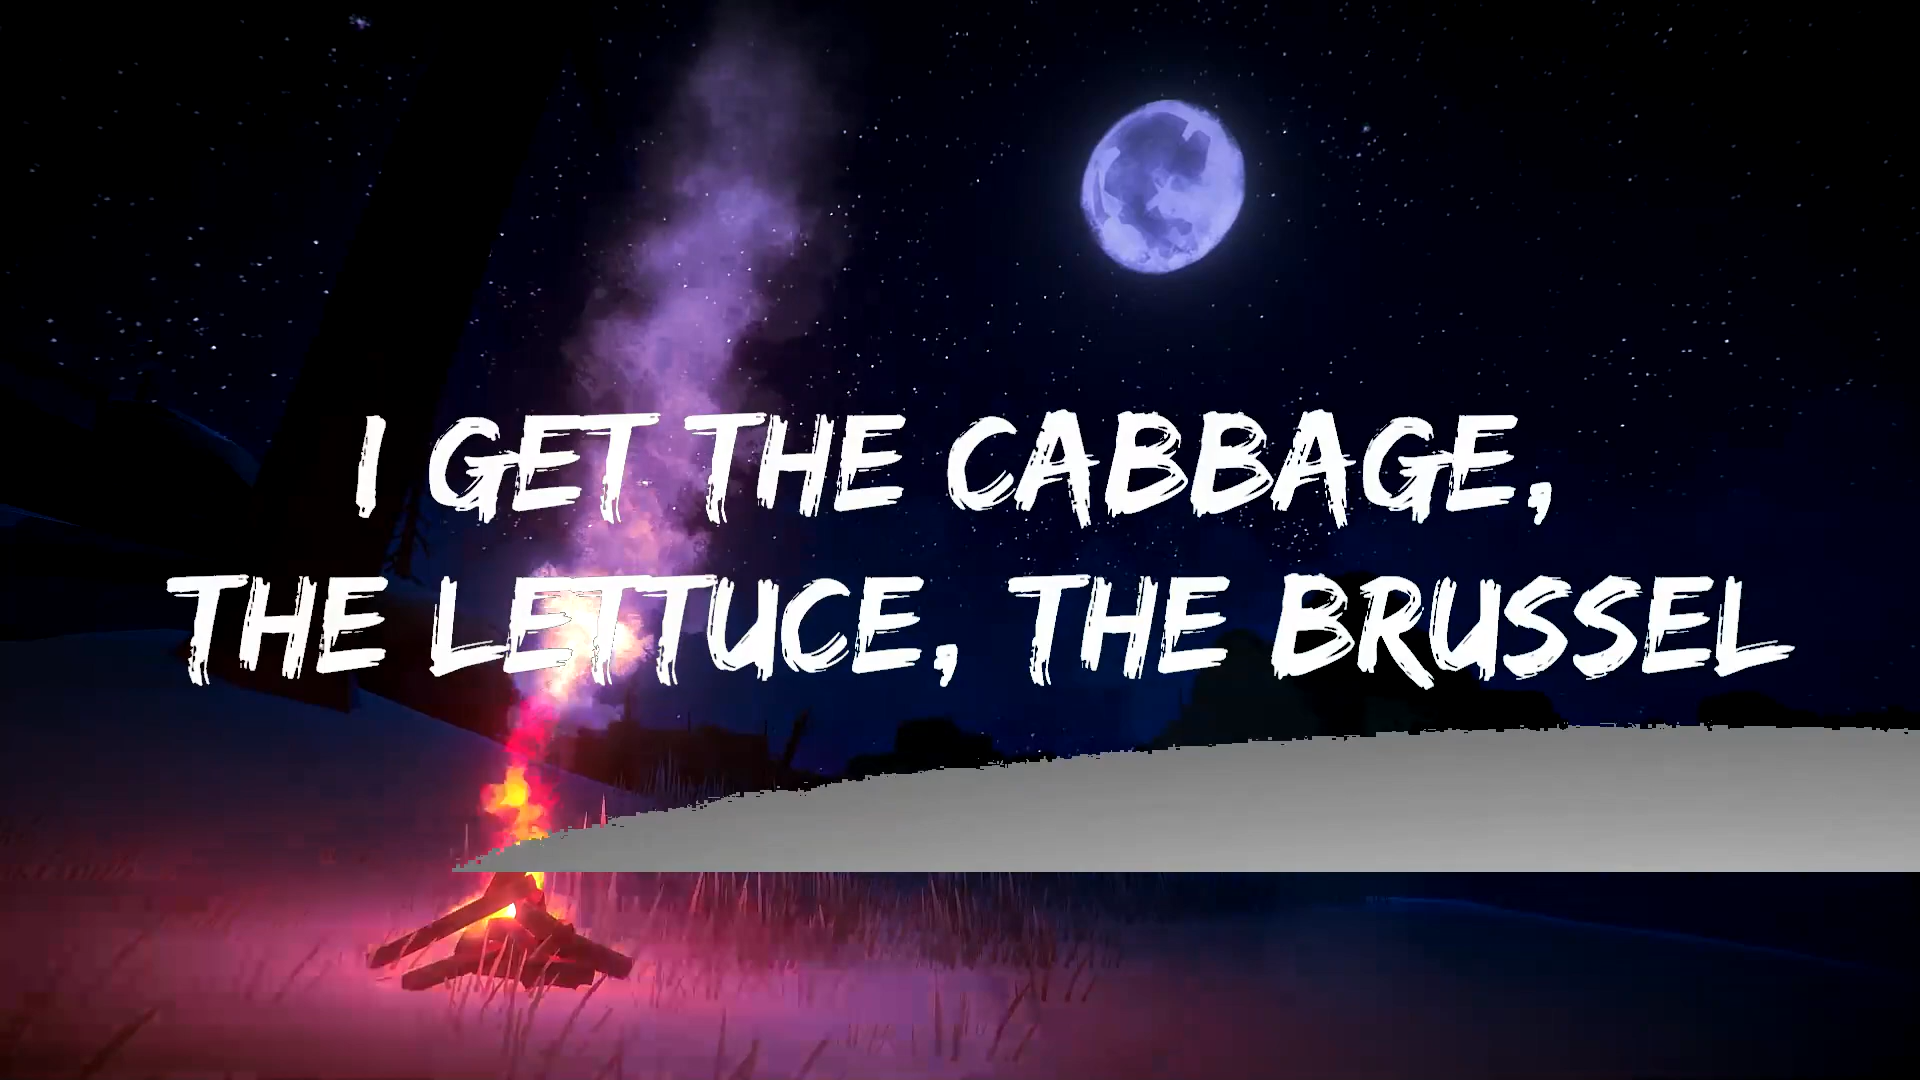 I GET THE CABBAGE,
THE LETTUCE, THE BRUSSEL